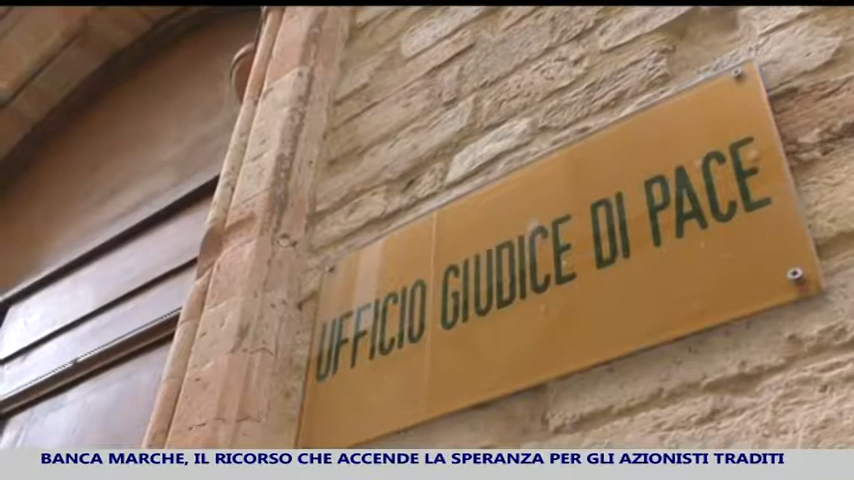 UFFICIO GIUDICE DI PACE
BANCA MARCHE, IL RICORSO CHE ACCENDE LA SPERANZA PER GLI AZIONISTI TRADITI